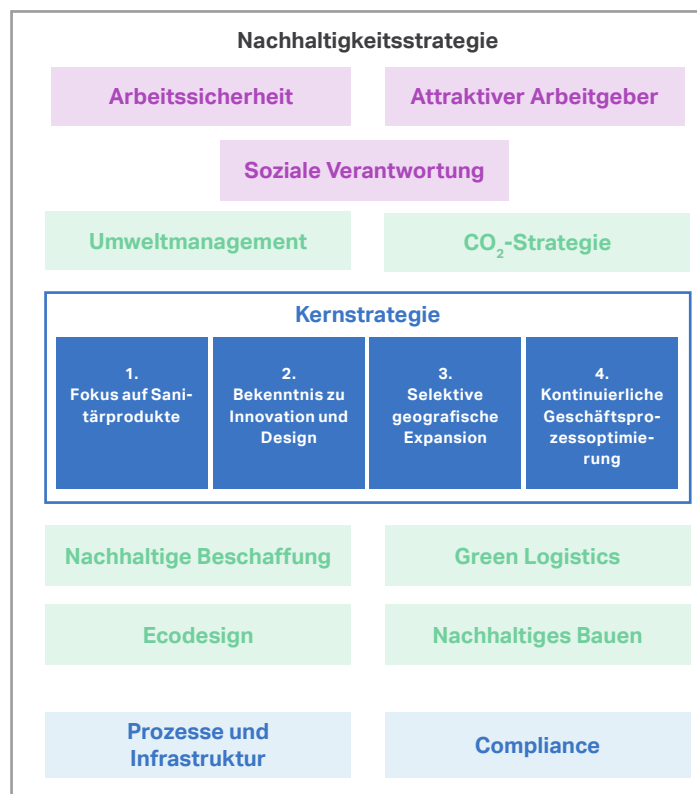 Nachhaltigkeitsstrategie
Arbeitssicherheit
Attraktiver Arbeitgeber
Soziale Verantwortung
Umweltmanagement
CO₂-Strategie
Kernstrategie
1.
Fokus auf Sani-
tärprodukte
2.
Bekenntnis zu
Innovation und
Design
3.
Selektive
geografische
Expansion
4.
Kontinuierliche
Geschäftspro-
zessoptimie-
rung
Nachhaltige Beschaffung
Green Logistics
Ecodesign
Nachhaltiges Bauen
Prozesse und
Infrastruktur
Compliance